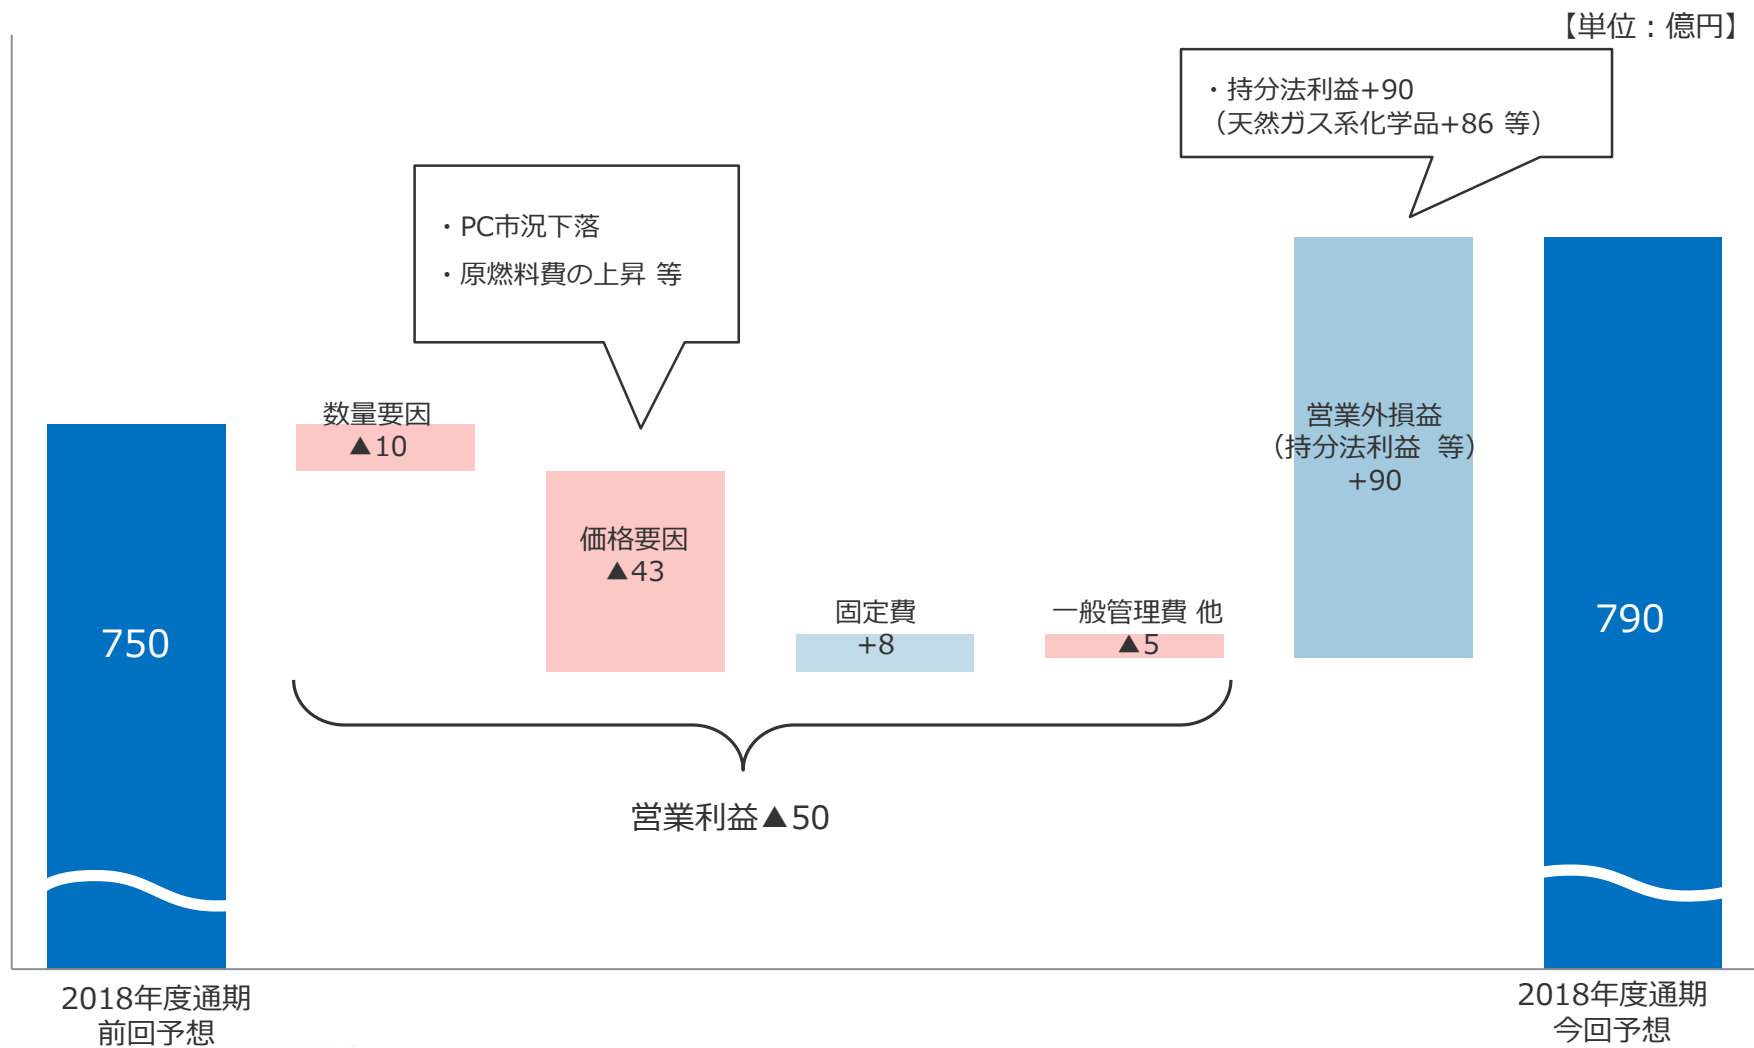 【単位：億円】
・持分法利益+90
（天然ガス系化学品+86 等）
・PC市況下落
・原燃料費の上昇 等
数量要因
▲10
価格要因
▲43
固定費
+8
一般管理費 他
▲5
営業外損益
（持分法利益 等）
+90
750
790
営業利益▲50
2018年度通期
前回予想
2018年度通期
今回予想